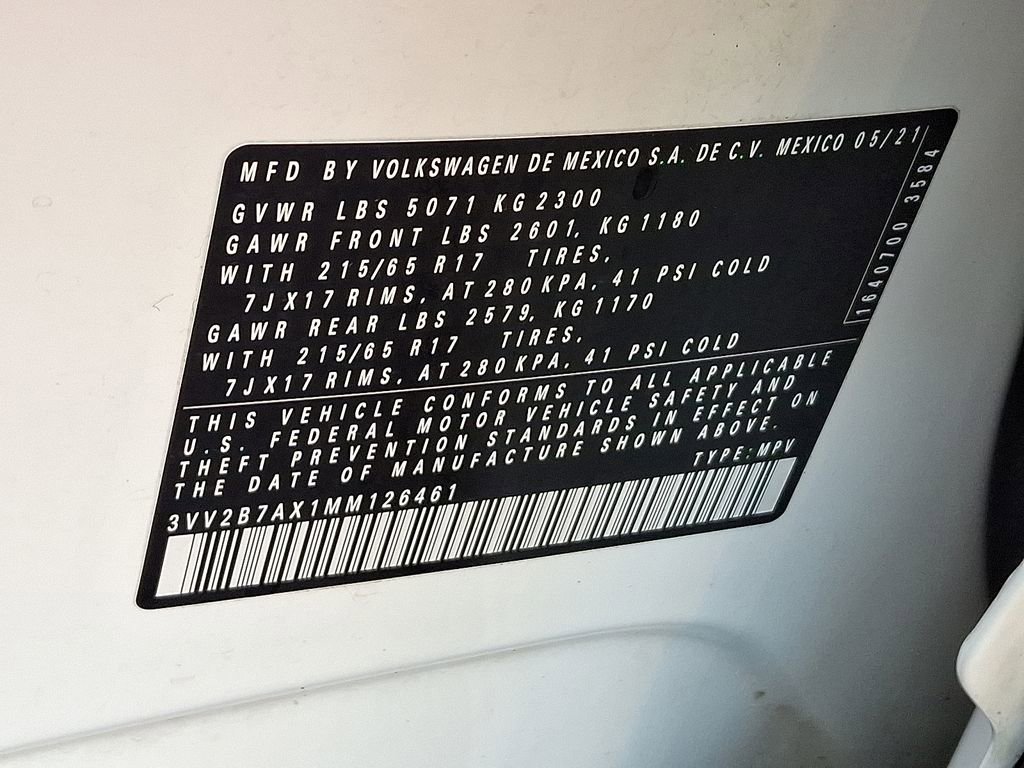 MFD BY VOLKSWAGEN DE MEXICO S.A. DE C.V. MEXICO 05/21
GVWR LBS 5071 KG 2300
GAWR FRONT LBS 2601, KG 1180
WITH 215/65 R17 TIRES,
7JX17 RIMS, AT 280 KPA, 41 PSI COLD
GAWR REAR LBS 2579, KG 1170
WITH 215/65 R17 TIRES,
7JX17 RIMS, AT 280 KPA, 41 PSI COLD
1640700 3584
THIS VEHICLE CONFORMS TO ALL APPLICABLE
U.S. FEDERAL MOTOR VEHICLE SAFETY AND
THEFT PREVENTION STANDARDS IN EFFECT ON
THE DATE OF MANUFACTURE SHOWN ABOVE.
TYPE: MPV
3VV2B7AX1MM126461